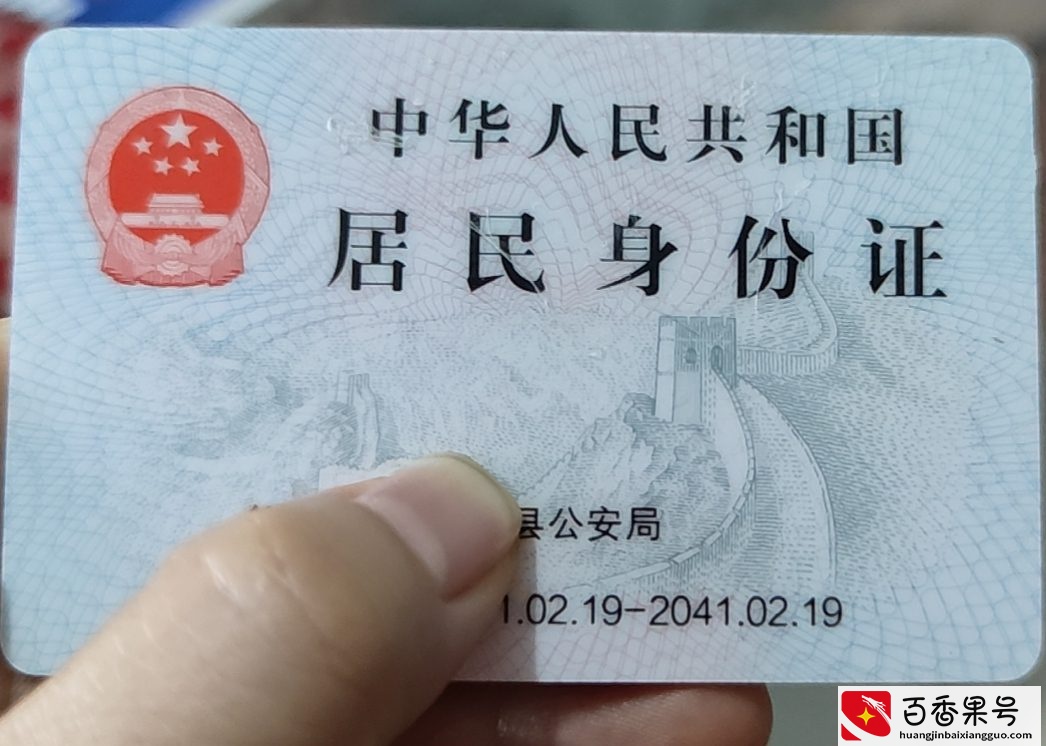 中华人民共和国
居民身份证
县公安局
1.02.19-2041.02.19
百香果号
huangjinbaixiangguo.com